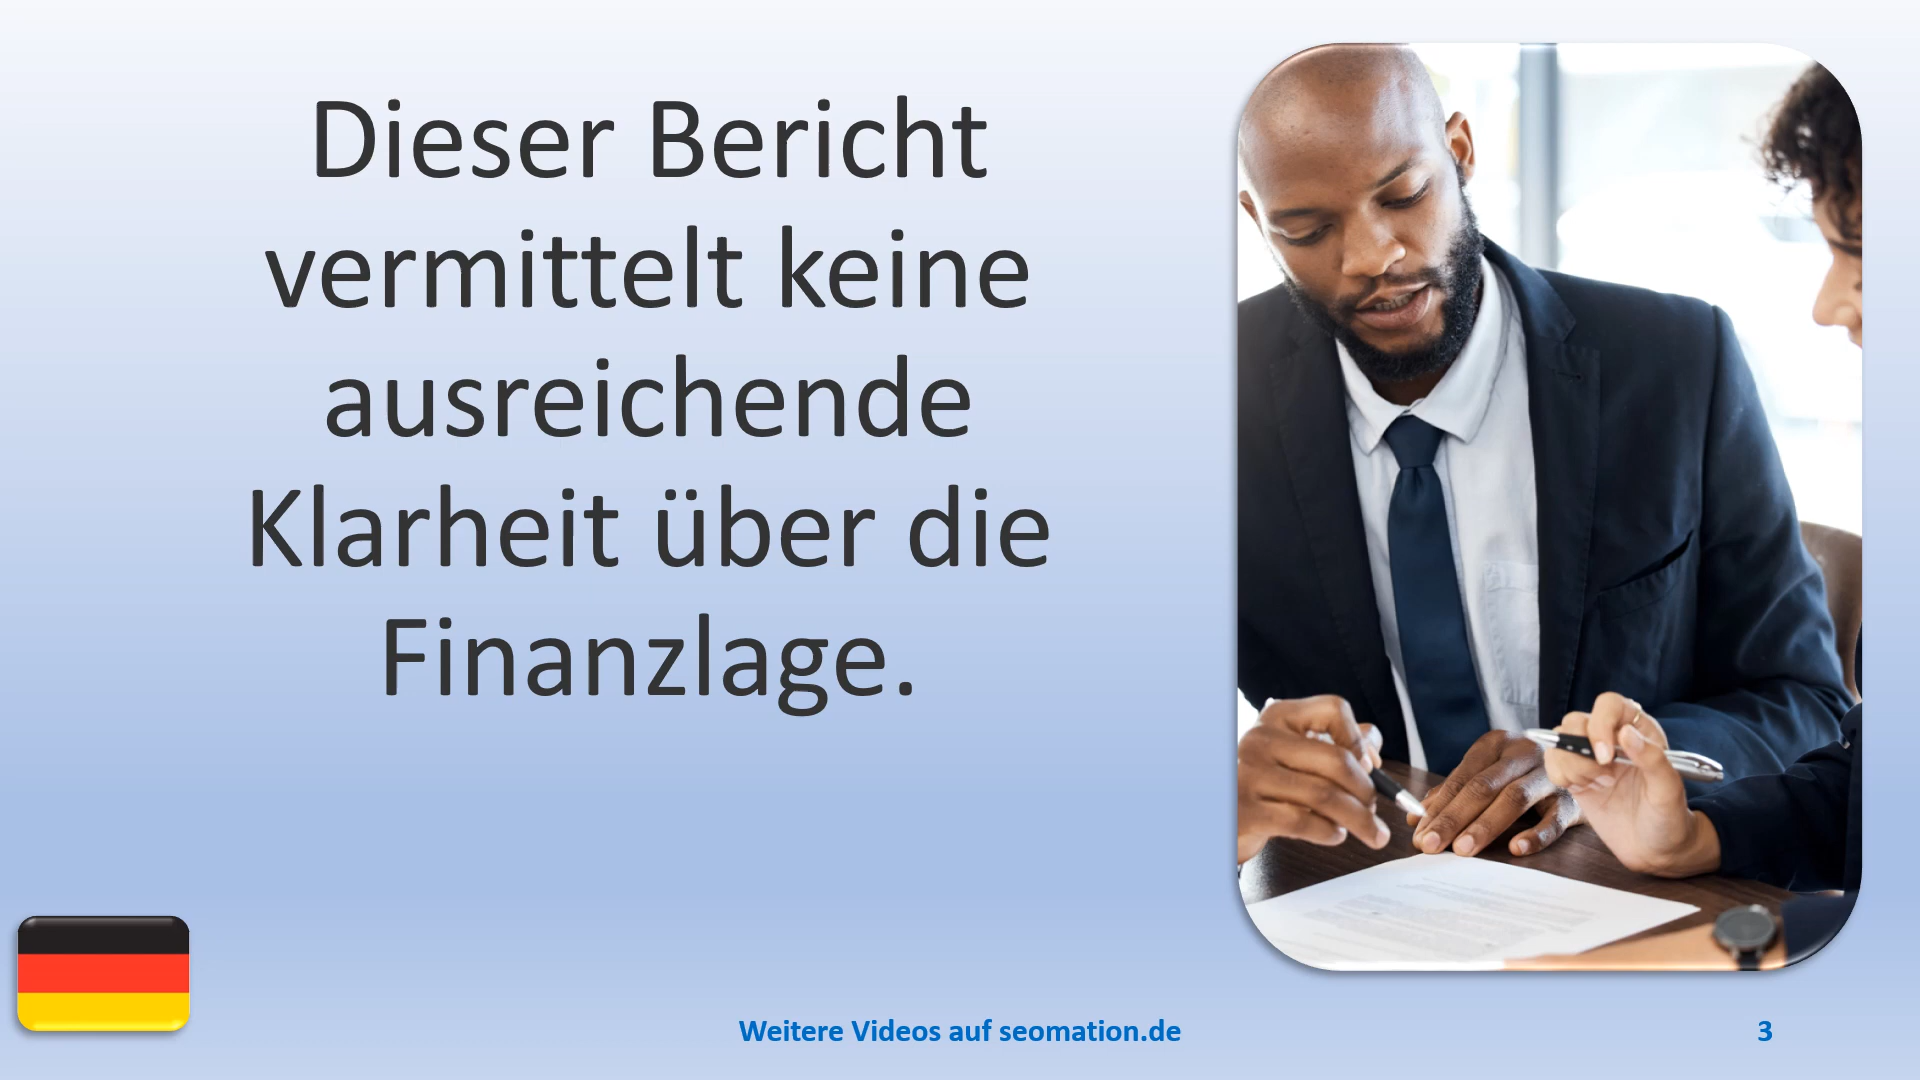 Dieser Bericht
vermittelt keine
ausreichende
Klarheit über die
Finanzlage.
Weitere Videos auf seomation.de
3